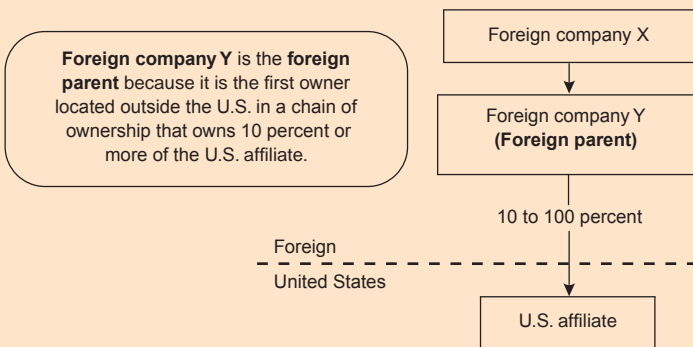 Foreign company Y is the foreign
parent because it is the first owner
located outside the U.S. in a chain of
ownership that owns 10 percent or
more of the U.S. affiliate.
Foreign company X
Foreign company Y
(Foreign parent)
10 to 100 percent
Foreign
United States
U.S. affiliate